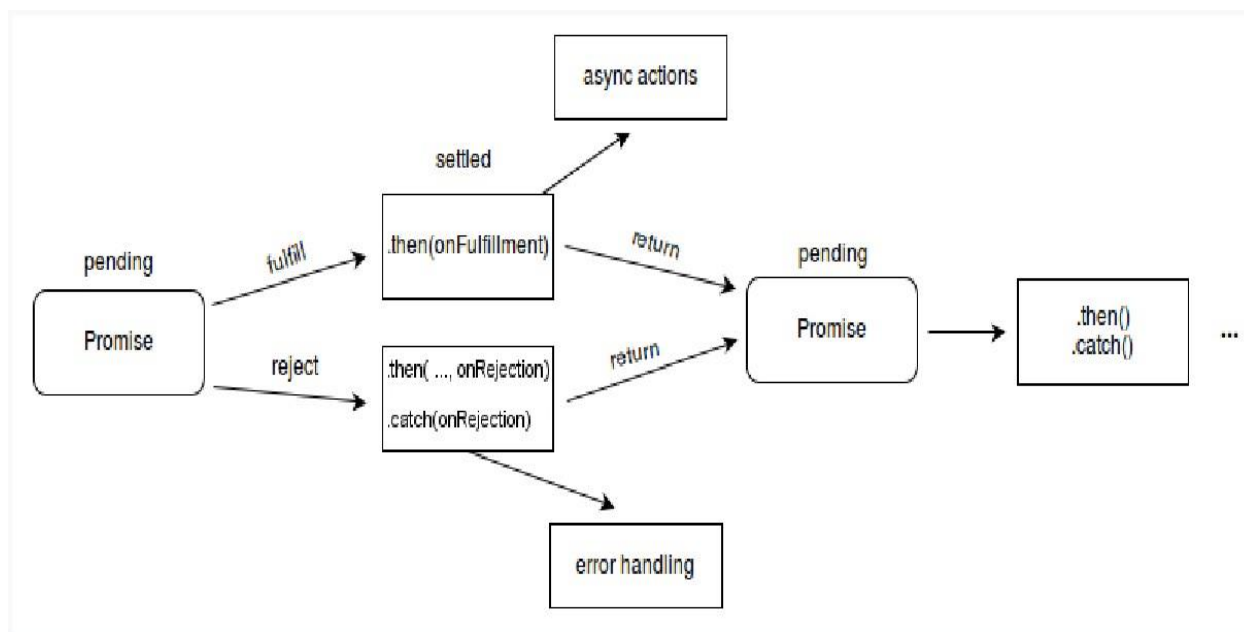 async actions
settled
.then(onFulfillment)
pending
fulfill
return
pending
Promise
reject
.then( ..., onRejection)
.catch(onRejection)
return
Promise
.then()
.catch()
...
error handling